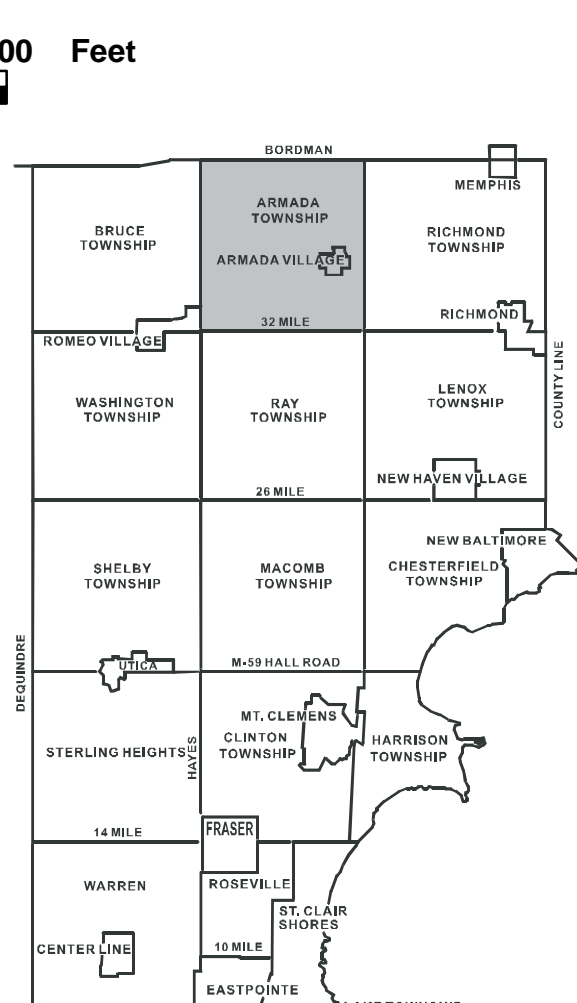 00 Feet
BORDMAN
MEMPHIS
ARMADA
TOWNSHIP
BRUCE
TOWNSHIP
RICHMOND
TOWNSHIP
ARMADA VILLAGE
RICHMOND
32 MILE
ROMEO VILLAGE
COUNTY LINE
WASHINGTON
TOWNSHIP
RAY
TOWNSHIP
LENOX
TOWNSHIP
NEW HAVEN VILLAGE
26 MILE
NEW BALTIMORE
SHELBY
TOWNSHIP
MACOMB
TOWNSHIP
CHESTERFIELD
TOWNSHIP
DEQUINDRE
UTICA
M-59 HALL ROAD
MT. CLEMENS
STERLING HEIGHTS
HAYES
CLINTON
TOWNSHIP
HARRISON
TOWNSHIP
14 MILE
FRASER
WARREN
ROSEVILLE
ST. CLAIR
SHORES
CENTER LINE
10 MILE
EASTPOINTE